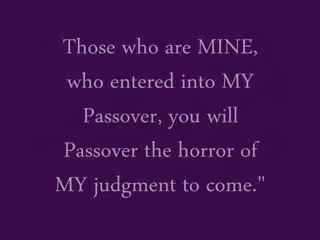 Those who are MINE,
who entered into MY
Passover, you will
Passover the horror of
MY judgment to come."